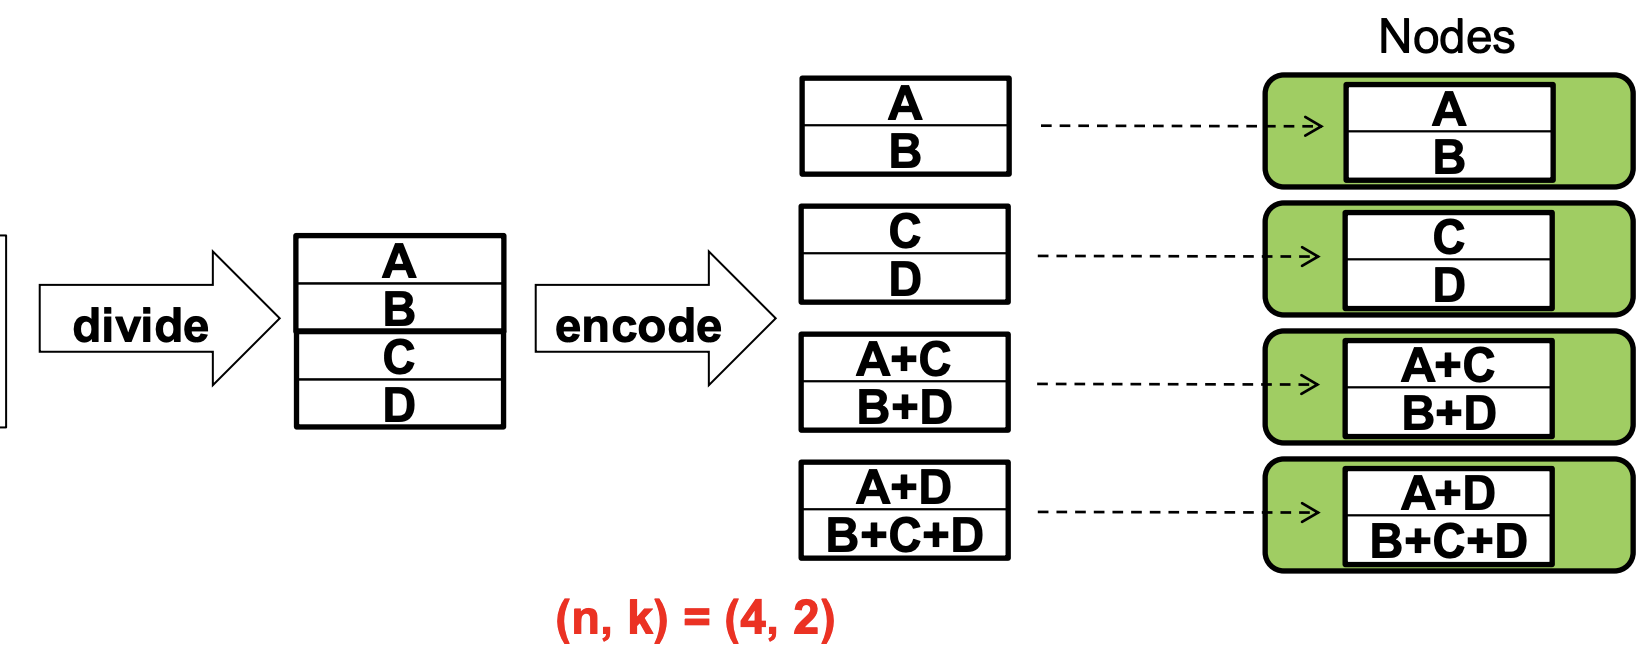 Nodes
A
B
C
D
A+C
B+D
A+D
B+C+D
A
B
C
D
A+C
B+D
A+D
B+C+D
divide
A
B
C
D
encode
(n, k) = (4, 2)